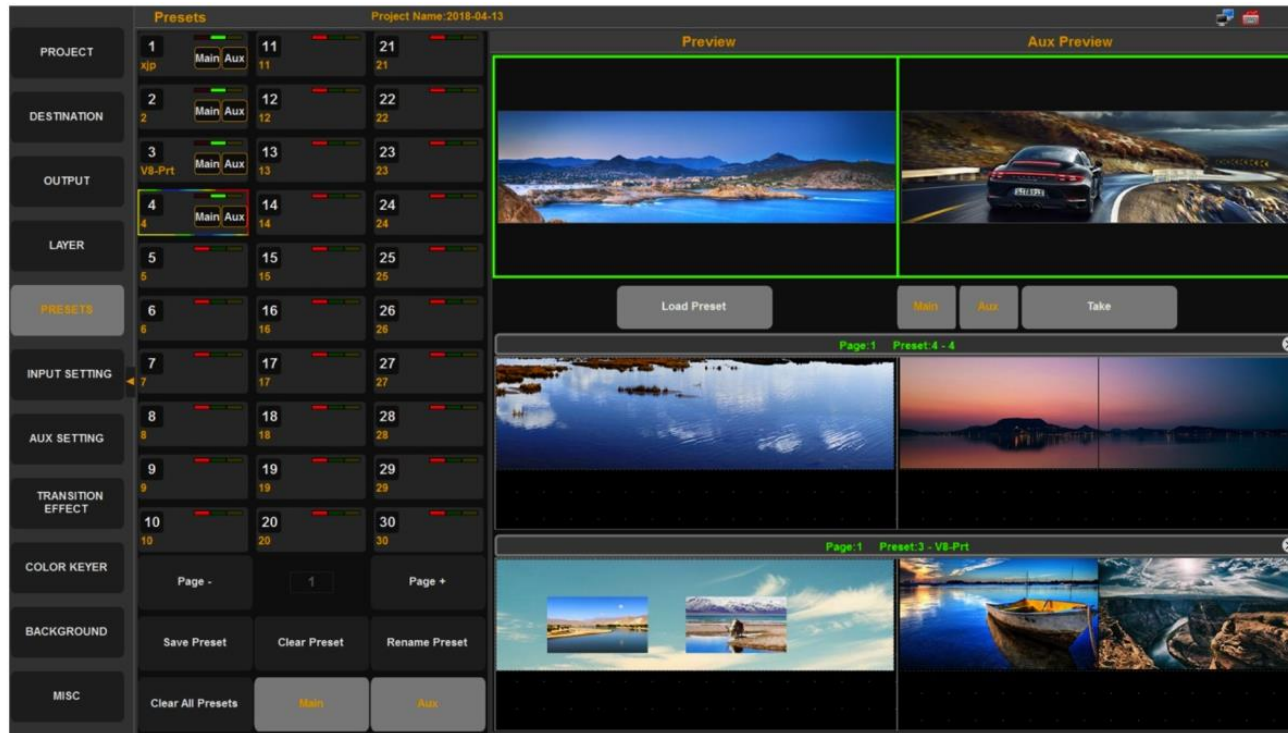 Presets
Project Name:2018-04-13
PROJECT
DESTINATION
OUTPUT
LAYER
PRESETS
INPUT SETTING
AUX SETTING
TRANSITION
EFFECT
COLOR KEYER
BACKGROUND
MISC
1 Main Aux
xjp
11
11
21
21
2 Main Aux
2
12
12
22
22
3 Main Aux
V8-Prt
13
13
23
23
4 Main Aux
4
14
14
24
24
5
5
15
15
25
25
6
6
16
16
26
26
7
7
17
17
27
27
8
8
18
18
28
28
9
9
19
19
29
29
10
10
20
20
30
30
Page - 1 Page +
Save Preset Clear Preset Rename Preset
Clear All Presets Main Aux
Preview Aux Preview
Load Preset Main Aux Take
Page:1 Preset:4 - 4
Page:1 Preset:3 - V8-Prt